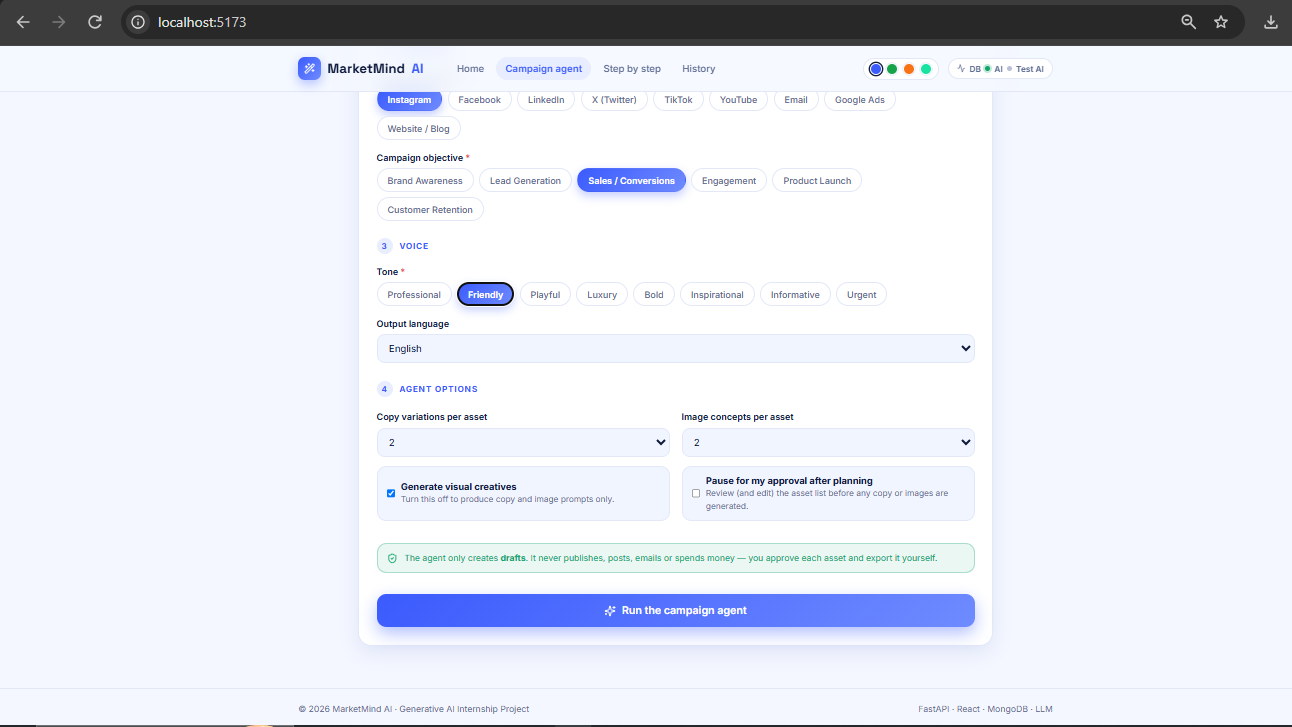 localhost:5173
MarketMind AI Home Campaign agent Step by step History DB AI Test AI
Instagram Facebook LinkedIn X (Twitter) TikTok YouTube Email Google Ads
Website / Blog
Campaign objective *
Brand Awareness Lead Generation Sales / Conversions Engagement Product Launch
Customer Retention
3 VOICE
Tone *
Professional Friendly Playful Luxury Bold Inspirational Informative Urgent
Output language
English
4 AGENT OPTIONS
Copy variations per asset Image concepts per asset
2 2
Generate visual creatives
Turn this off to produce copy and image prompts only.
Pause for my approval after planning
Review (and edit) the asset list before any copy or images are
generated.
The agent only creates drafts. It never publishes, posts, emails or spends money — you approve each asset and export it yourself.
Run the campaign agent
© 2026 MarketMind AI · Generative AI Internship Project FastAPI · React · MongoDB · LLM